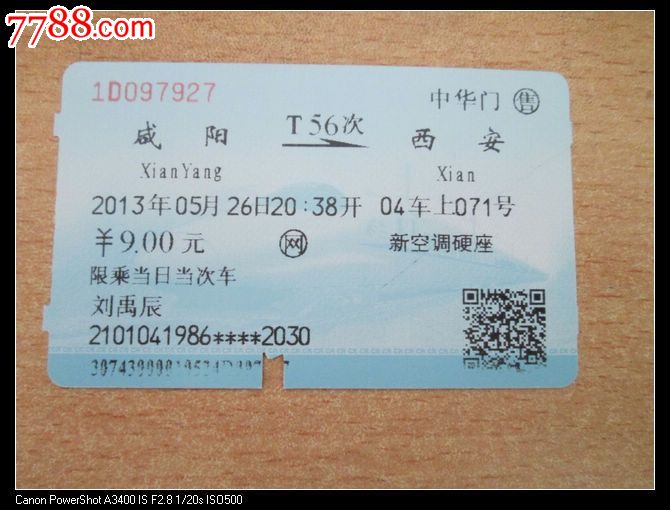 7788.com
1D097927 中华门 售
咸阳 T56次 西安
XianYang Xian
2013年05月26日20:38开 04车上071号
￥9.00元 网 新空调硬座
限乘当日当次车
刘禹辰
2101041986****2030
Canon PowerShot A3400 IS F2.8 1/20s ISO500